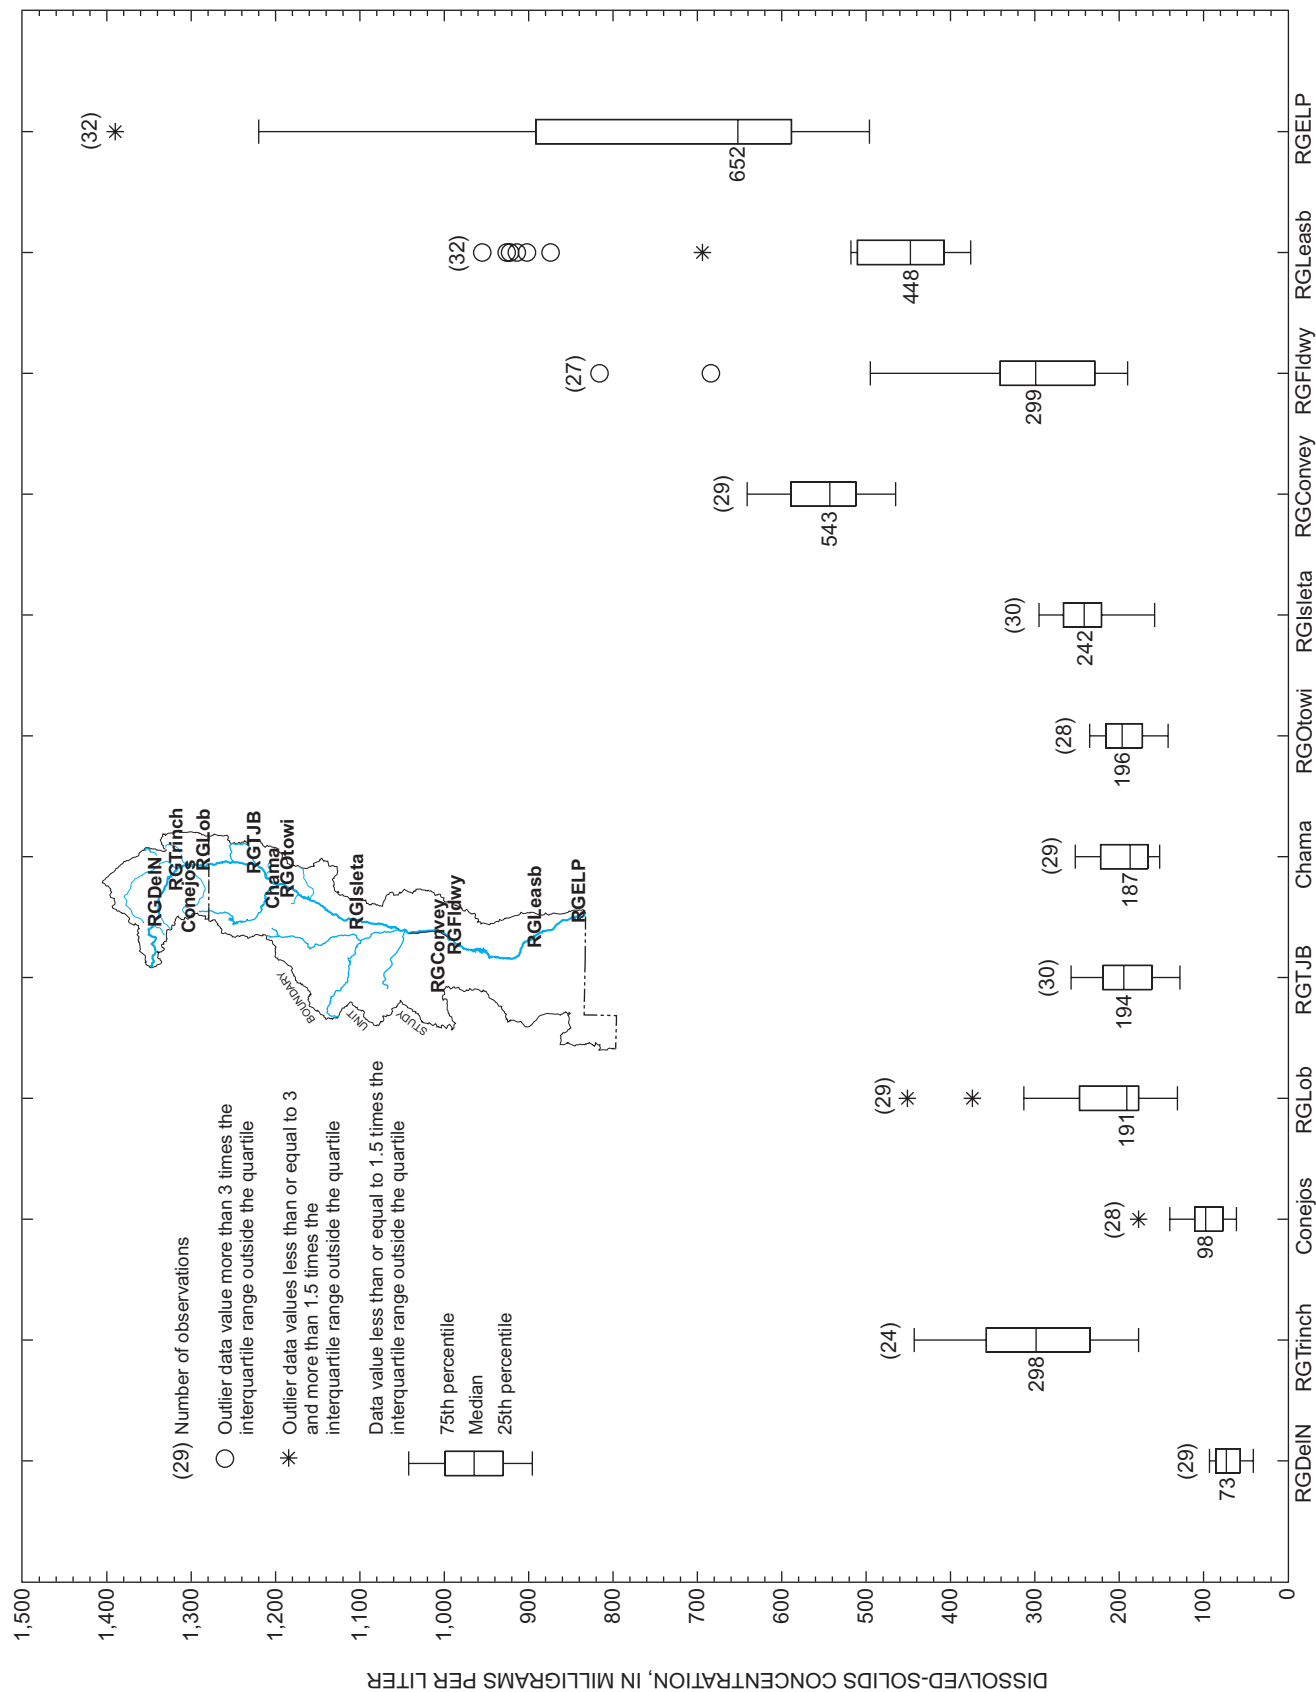 DISSOLVED-SOLIDS CONCENTRATION, IN MILLIGRAMS PER LITER
1,500
1,400
1,300
1,200
1,100
1,000
900
800
700
600
500
400
300
200
100
0
(29) Number of observations
Outlier data value more than 3 times the
interquartile range outside the quartile
Outlier data values less than or equal to 3
and more than 1.5 times the
interquartile range outside the quartile
Data value less than or equal to 1.5 times the
interquartile range outside the quartile
75th percentile
Median
25th percentile
RGDelN
RGTrinch
Conejos
RGLob
RGTJB
Chama
RGOtowi
RGIsleta
RGConvey
RGFldwy
RGLeasb
RGELP
STUDY
UNIT
BOUNDARY
(29)
73
(24)
298
(28)
98
(29)
191
(30)
194
(29)
187
(28)
196
(30)
242
(29)
543
(27)
299
(32)
448
(32)
652
RGDelN
RGTrinch
Conejos
RGLob
RGTJB
Chama
RGOtowi
RGIsleta
RGConvey
RGFldwy
RGLeasb
RGELP